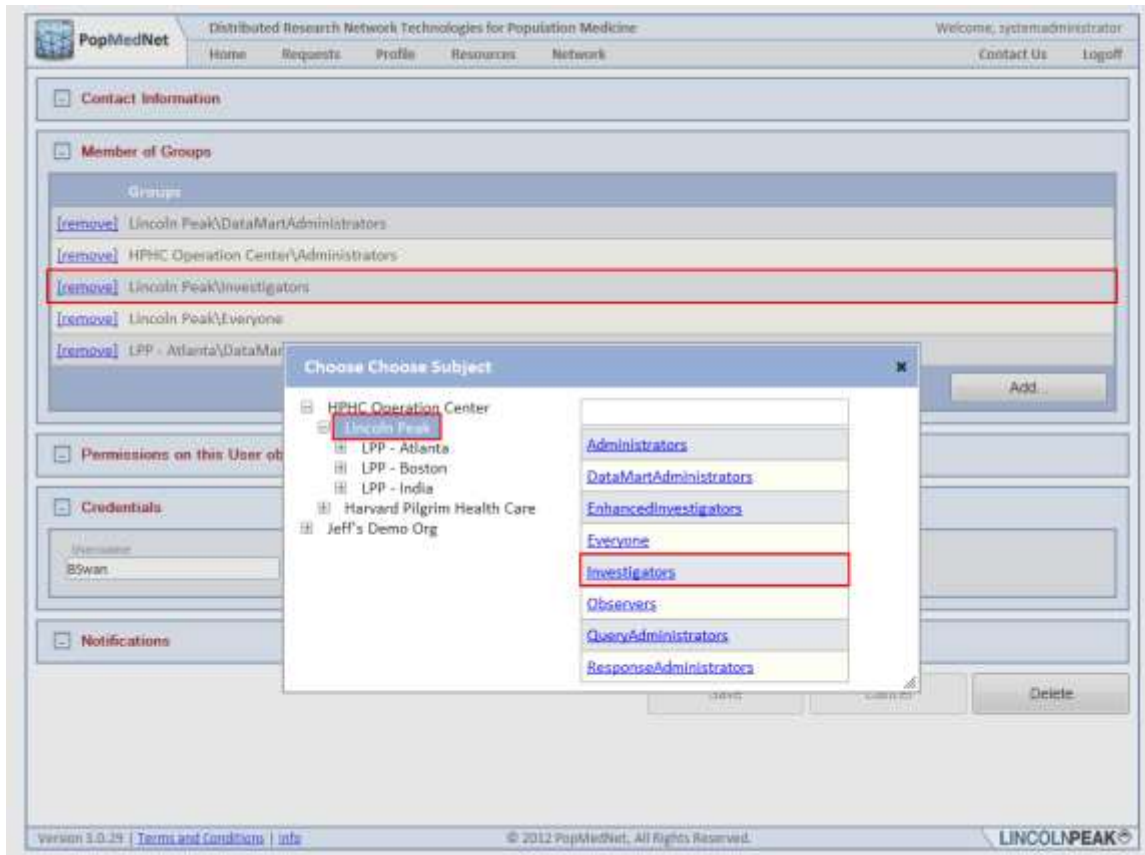 PopMedNet
Distributed Research Network Technologies for Population Medicine
Welcome, systemadministrator
Home Requests Profile Resources Network Contact Us Logoff
Contact Information
Member of Groups
Groups
[remove] Lincoln Peak\DataMartAdministrators
[remove] HPHC Operation Center\Administrators
[remove] Lincoln Peak\Investigators
[remove] Lincoln Peak\Everyone
[remove] LPP - Atlanta\DataMar
Add...
Choose Choose Subject
HPHC Operation Center
Lincoln Peak
LPP - Atlanta
LPP - Boston
LPP - India
Harvard Pilgrim Health Care
Jeff's Demo Org
Administrators
DataMartAdministrators
EnhancedInvestigators
Everyone
Investigators
Observers
QueryAdministrators
ResponseAdministrators
Permissions on this User ob
Credentials
Username
BSwan
Notifications
Save Cancel Delete
Version 3.0.29 | Terms and Conditions | info
© 2012 PopMedNet, All Rights Reserved.
LINCOLNPEAK